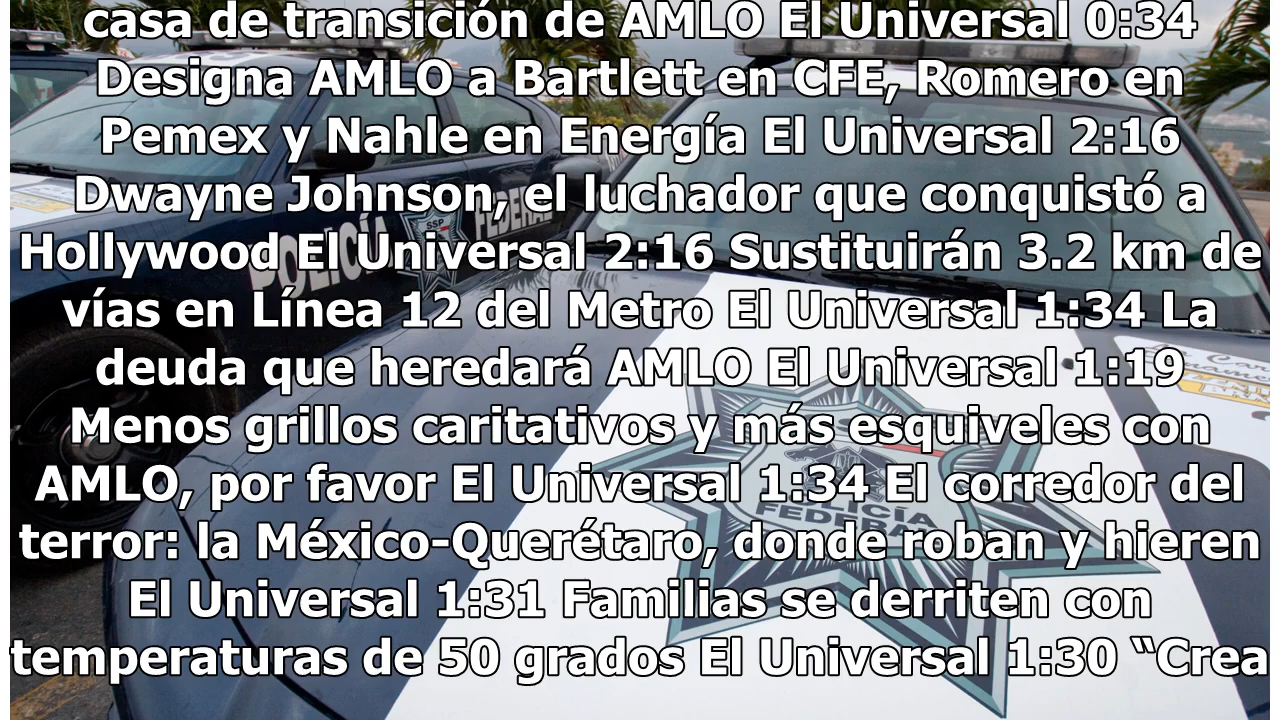 casa de transición de AMLO El Universal 0:34
Designa AMLO a Bartlett en CFE, Romero en
Pemex y Nahle en Energía El Universal 2:16
Dwayne Johnson, el luchador que conquistó a
Hollywood El Universal 2:16 Sustituirán 3.2 km de
vías en Línea 12 del Metro El Universal 1:34 La
deuda que heredará AMLO El Universal 1:19
Menos grillos caritativos y más esquiveles con
AMLO, por favor El Universal 1:34 El corredor del
terror: la México-Querétaro, donde roban y hieren
El Universal 1:31 Familias se derriten con
temperaturas de 50 grados El Universal 1:30 “Crea
POLICÍA
SSP
FEDERAL
POLICÍA
FEDERAL